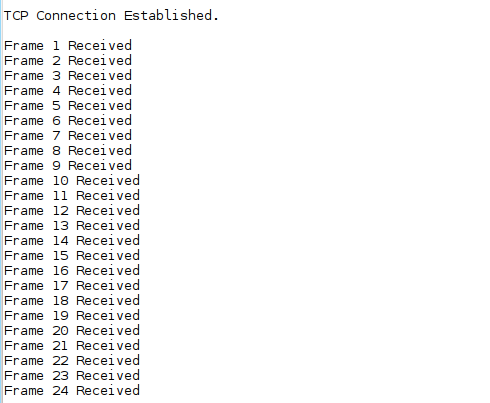 TCP Connection Established.
Frame 1 Received
Frame 2 Received
Frame 3 Received
Frame 4 Received
Frame 5 Received
Frame 6 Received
Frame 7 Received
Frame 8 Received
Frame 9 Received
Frame 10 Received
Frame 11 Received
Frame 12 Received
Frame 13 Received
Frame 14 Received
Frame 15 Received
Frame 16 Received
Frame 17 Received
Frame 18 Received
Frame 19 Received
Frame 20 Received
Frame 21 Received
Frame 22 Received
Frame 23 Received
Frame 24 Received